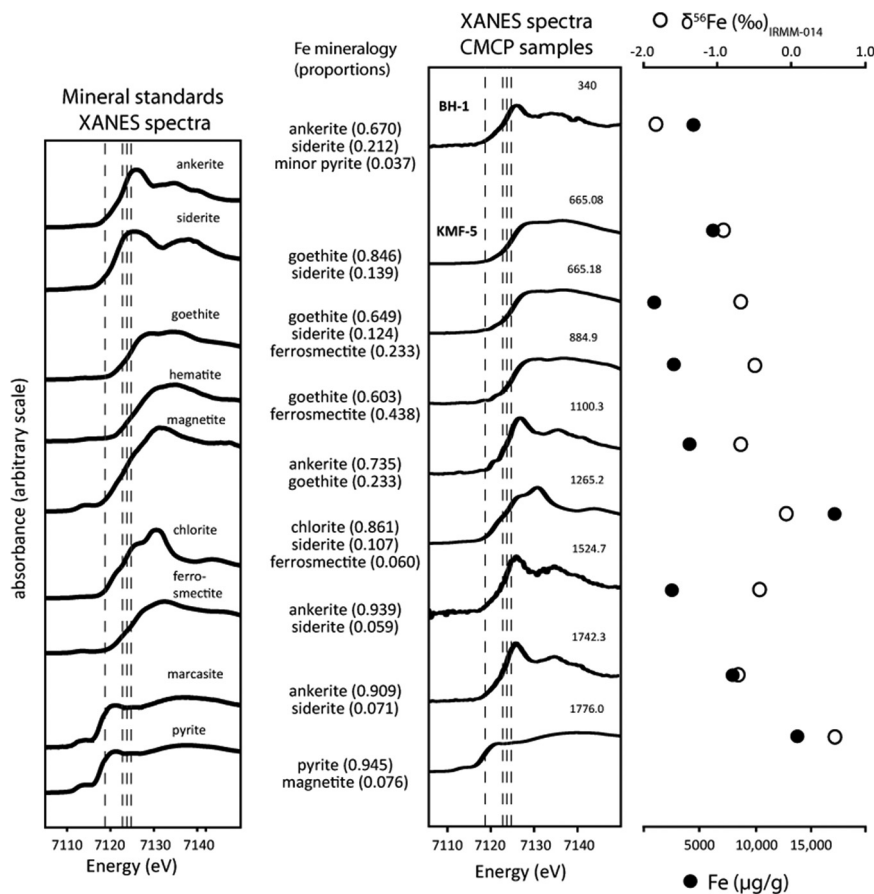 Mineral standards
XANES spectra
ankerite
siderite
goethite
hematite
magnetite
chlorite
ferro-
smectite
marcasite
pyrite
absorbance (arbitrary scale)
7110 7120 7130 7140
Energy (eV)
Fe mineralogy
(proportions)
ankerite (0.670)
siderite (0.212)
minor pyrite (0.037)
goethite (0.846)
siderite (0.139)
goethite (0.649)
siderite (0.124)
ferrosmectite (0.233)
goethite (0.603)
ferrosmectite (0.438)
ankerite (0.735)
goethite (0.233)
chlorite (0.861)
siderite (0.107)
ferrosmectite (0.060)
ankerite (0.939)
siderite (0.059)
ankerite (0.909)
siderite (0.071)
pyrite (0.945)
magnetite (0.076)
XANES spectra
CMCP samples
BH-1
340
665.08
KMF-5
665.18
884.9
1100.3
1265.2
1524.7
1742.3
1776.0
7110 7120 7130 7140
Energy (eV)
δ⁵⁶Fe (‰)IRMM-014
-2.0 -1.0 0.0 1.0
5000 10,000 15,000
Fe (µg/g)